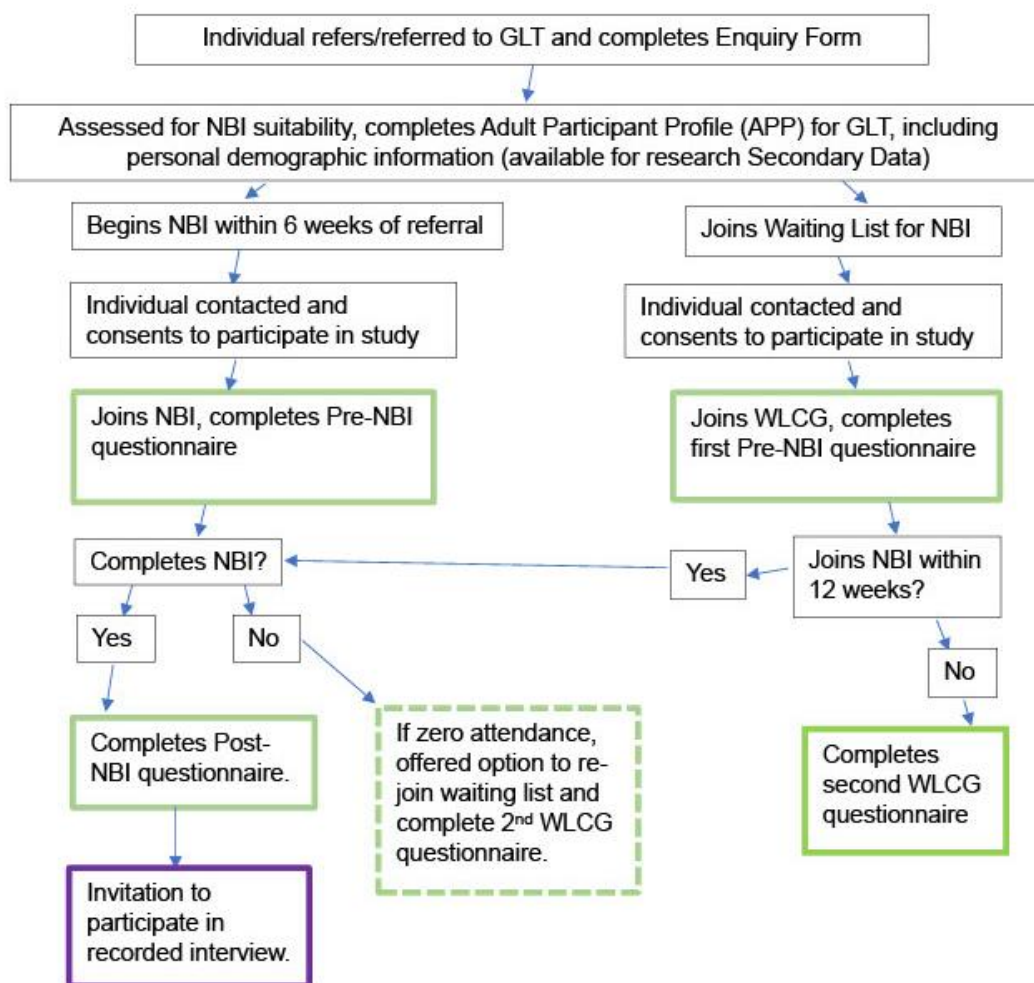 Individual refers/referred to GLT and completes Enquiry Form
Assessed for NBI suitability, completes Adult Participant Profile (APP) for GLT, including
personal demographic information (available for research Secondary Data)
Begins NBI within 6 weeks of referral
Joins Waiting List for NBI
Individual contacted and
consents to participate in study
Individual contacted and
consents to participate in study
Joins NBI, completes Pre-NBI
questionnaire
Joins WLCG, completes
first Pre-NBI questionnaire
Completes NBI?
Yes
Joins NBI within
12 weeks?
Yes
No
No
Completes Post-
NBI questionnaire.
If zero attendance,
offered option to re-
join waiting list and
complete 2nd WLCG
questionnaire.
Completes
second WLCG
questionnaire
Invitation to
participate in
recorded interview.